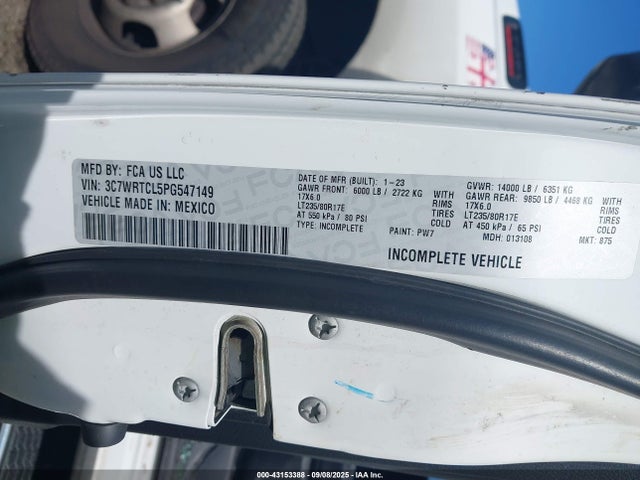 MFD BY: FCA US LLC
VIN: 3C7WRTCL5PG547149
VEHICLE MADE IN: MEXICO
DATE OF MFR (BUILT): 1-23
GAWR FRONT: 6000 LB / 2722 KG WITH
17X6.0 RIMS
LT235/80R17E TIRES
AT 550 kPa / 80 PSI COLD
TYPE: INCOMPLETE PAINT: PW7
GVWR: 14000 LB / 6351 KG
GAWR REAR: 9850 LB / 4468 KG WITH
17X6.0 RIMS
LT235/80R17E TIRES
AT 450 kPa / 65 PSI COLD
MDH: 013108 MKT: 875
INCOMPLETE VEHICLE
© 000-43153388 - 09/08/2025 - IAAI.COM